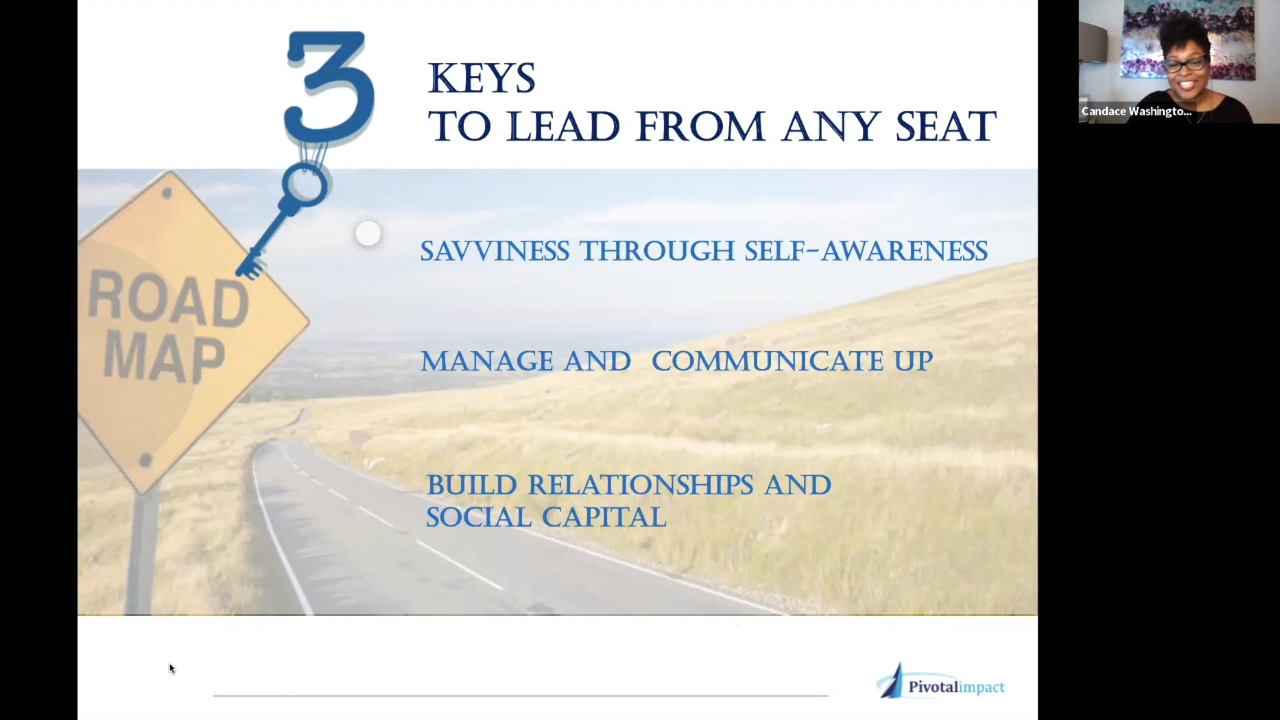 3
KEYS
TO LEAD FROM ANY SEAT
Candace Washingto...
SAVVINESS THROUGH SELF-AWARENESS
ROAD
MAP
MANAGE AND COMMUNICATE UP
BUILD RELATIONSHIPS AND
SOCIAL CAPITAL
Pivotalimpact